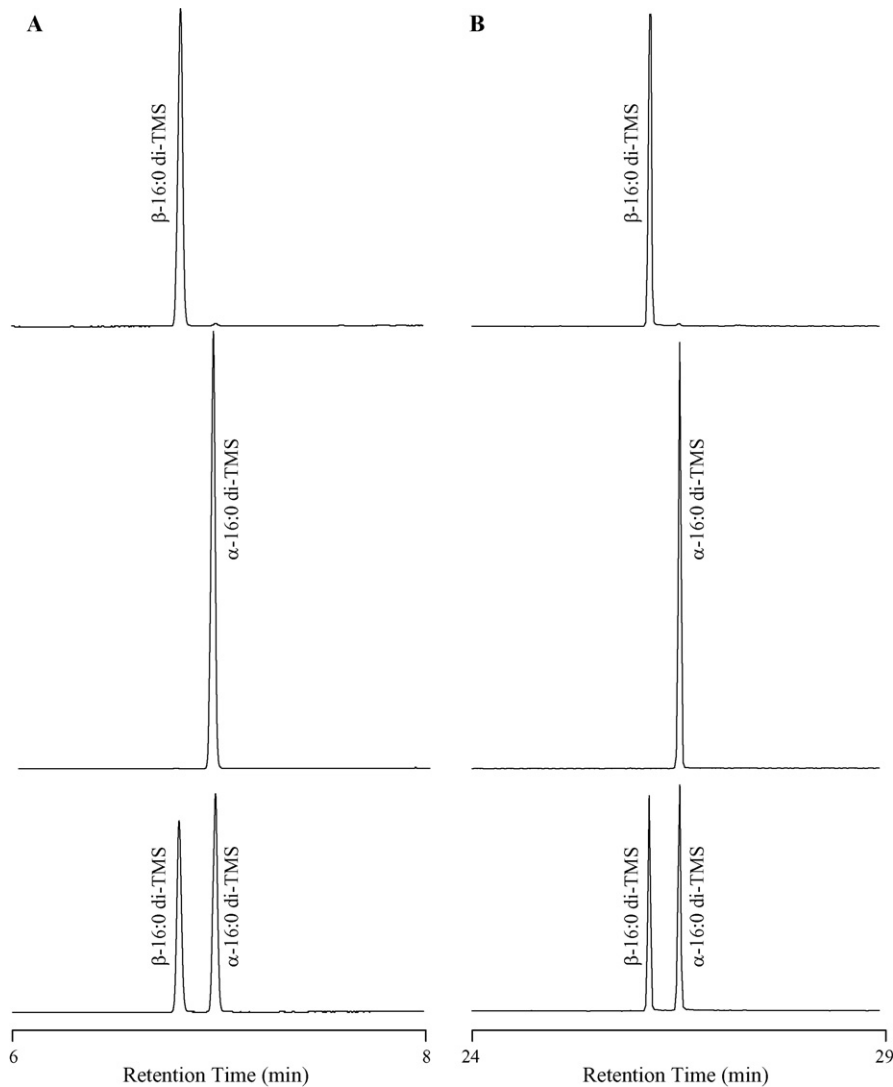 A
B
β-16:0 di-TMS
β-16:0 di-TMS
α-16:0 di-TMS
α-16:0 di-TMS
β-16:0 di-TMS
α-16:0 di-TMS
β-16:0 di-TMS
α-16:0 di-TMS
6
8
24
29
Retention Time (min)
Retention Time (min)